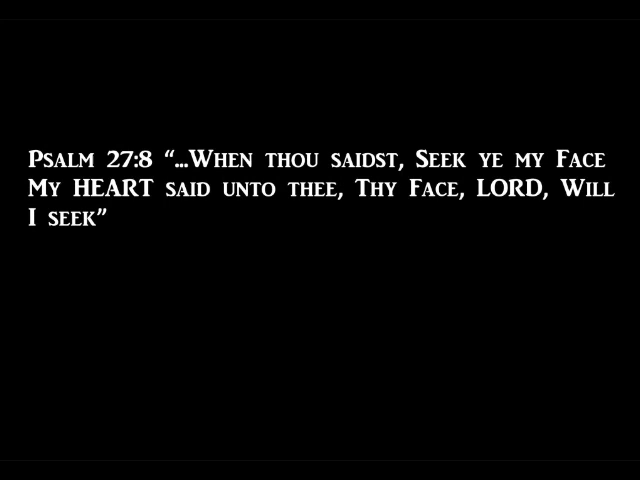 Psalm 27:8 “...When thou saidst, Seek ye my Face
My HEART said unto thee, Thy Face, LORD, Will
I seek”